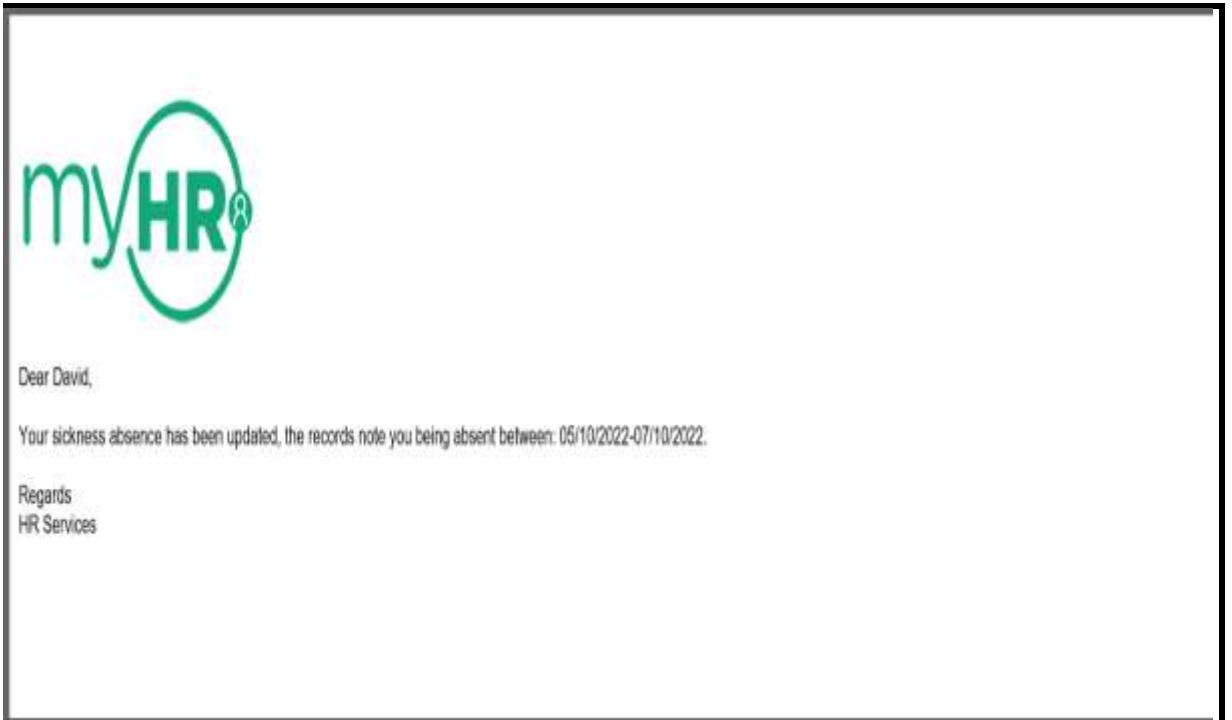 myHR
Dear David,
Your sickness absence has been updated, the records note you being absent between: 05/10/2022-07/10/2022.
Regards
HR Services